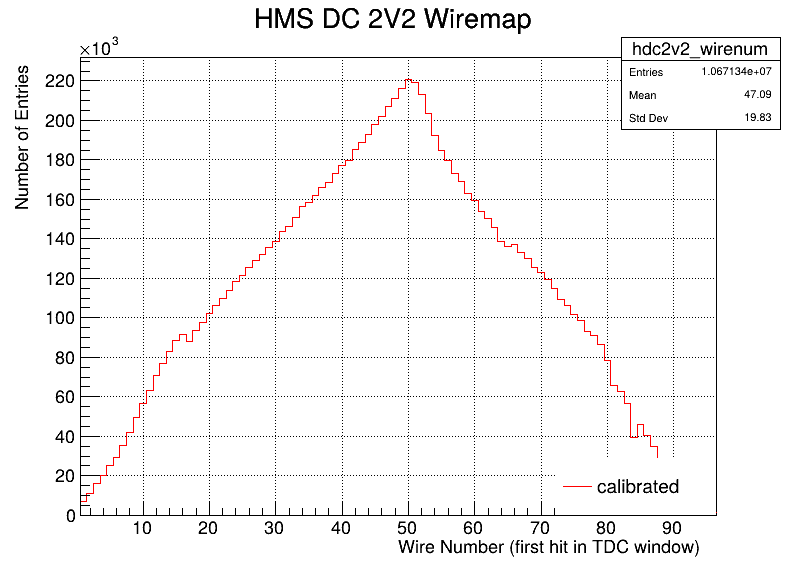 HMS DC 2V2 Wiremap
×10³
hdc2v2_wirenum
Entries 1.067134e+07
Mean 47.09
Std Dev 19.83
Number of Entries
220
200
180
160
140
120
100
80
60
40
20
0
calibrated
10 20 30 40 50 60 70 80 90
Wire Number (first hit in TDC window)